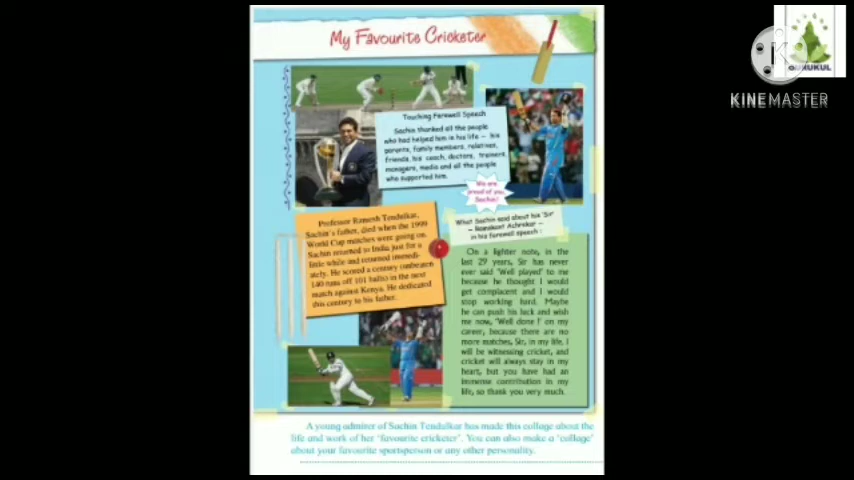 My Favourite Cricketer
GURUKUL
KINEMASTER
Touching Farewell Speech
Sachin thanked all the people
who had helped him in his life – his
parents, family members, relatives,
friends, his coach, doctors, trainers,
managers, media and all the people
who supported him.
We are
proof of you,
Sachin!
Professor Ramesh Tendulkar,
Sachin's father, died when the 1999
World Cup matches were going on.
Sachin returned to India just for a
little while and returned immedi-
ately. He scored a century (unbeaten
140 runs off 101 balls) in the next
match against Kenya. He dedicated
this century to his father.
What Sachin said about his 'Sir'
– Ramakant Achrekar –
in his farewell speech :
On a lighter note, in the
last 29 years, Sir has never
ever said 'Well played' to me
because he thought I would
get complacent and I would
stop working hard. Maybe
he can push his luck and wish
me now, 'Well done !' on my
career, because there are no
more matches, Sir, in my life. I
will be witnessing cricket, and
cricket will always stay in my
heart, but you have had an
immense contribution in my
life, so thank you very much.
A young admirer of Sachin Tendulkar has made this collage about the
life and work of her 'favourite cricketer'. You can also make a 'collage'
about your favourite sportsperson or any other personality.